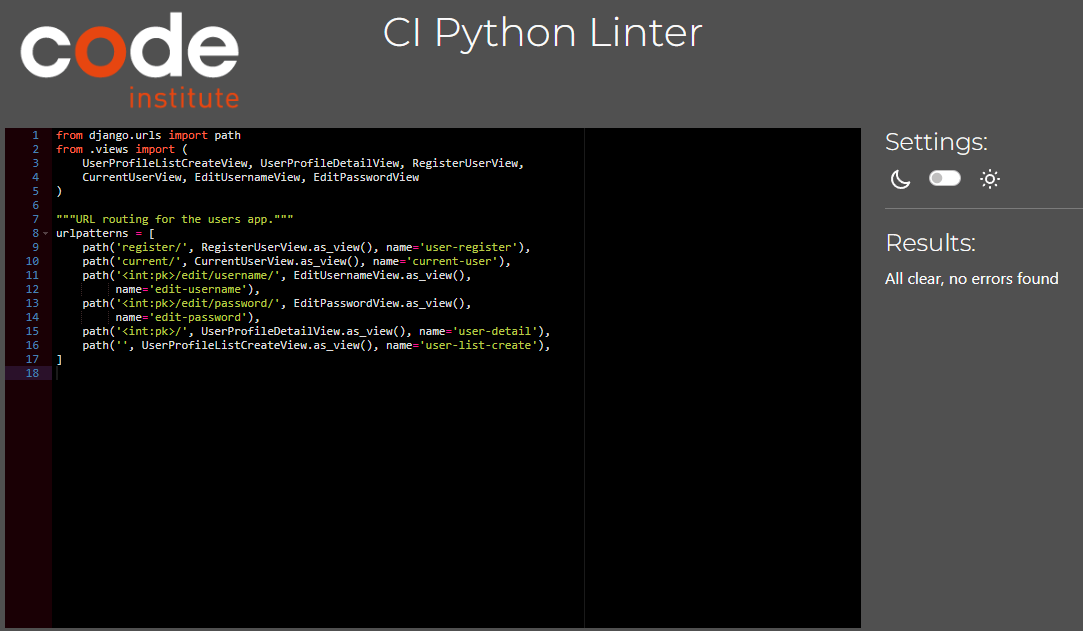 code
institute
CI Python Linter
1 from django.urls import path
2 from .views import (
3     UserProfileListCreateView, UserProfileDetailView, RegisterUserView,
4     CurrentUserView, EditUsernameView, EditPasswordView
5 )
6
7 """URL routing for the users app."""
8 urlpatterns = [
9     path('register/', RegisterUserView.as_view(), name='user-register'),
10     path('current/', CurrentUserView.as_view(), name='current-user'),
11     path('<int:pk>/edit/username/', EditUsernameView.as_view(),
12          name='edit-username'),
13     path('<int:pk>/edit/password/', EditPasswordView.as_view(),
14          name='edit-password'),
15     path('<int:pk>/', UserProfileDetailView.as_view(), name='user-detail'),
16     path('', UserProfileListCreateView.as_view(), name='user-list-create'),
17 ]
18
Settings:
Results:
All clear, no errors found